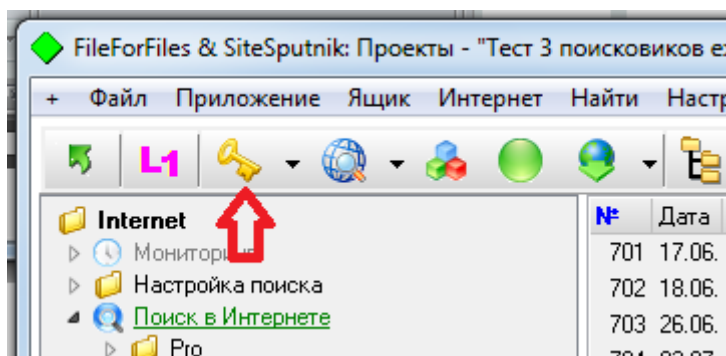 FileForFiles & SiteSputnik: Проекты - "Тест 3 поисковиков
+ Файл Приложение Ящик Интернет Найти
L1
Internet
№ Дата
701 17.06.
Настройка поиска
702 18.06.
Поиск в Интернете
703 26.06.
Pro